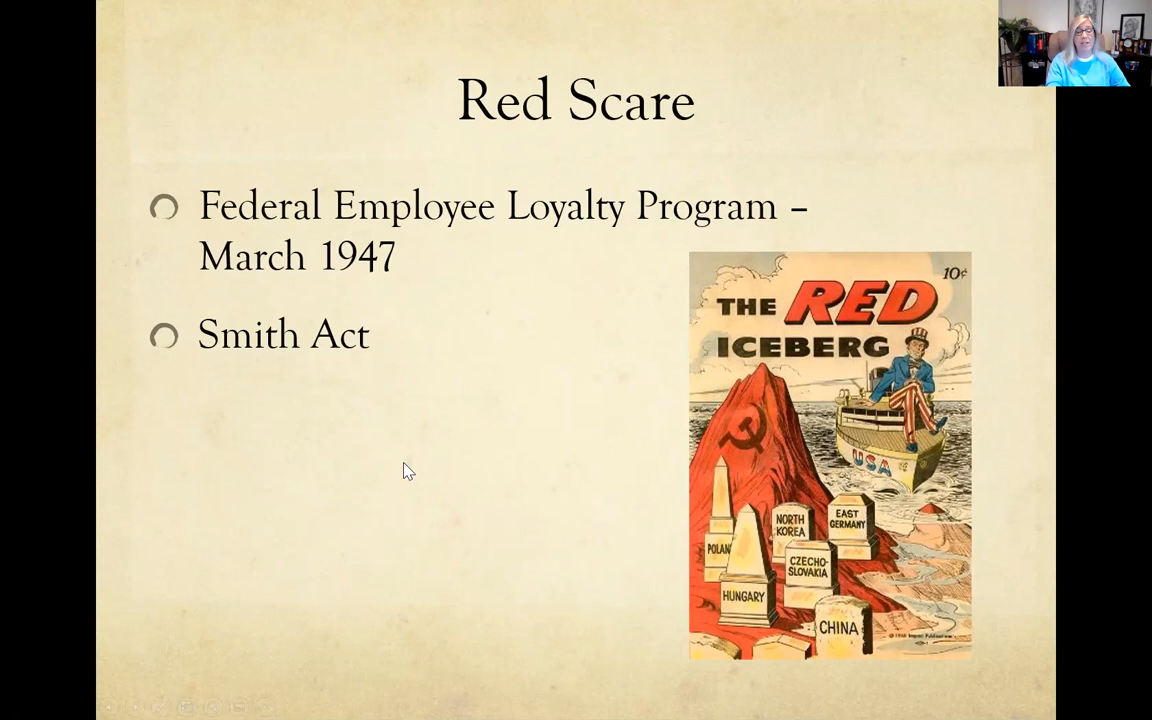 Red Scare
Federal Employee Loyalty Program –
March 1947
Smith Act
10¢
THE RED
ICEBERG
USA
NORTH
KOREA
EAST
GERMANY
POLAN
CZECHO-
SLOVAKIA
HUNGARY
CHINA